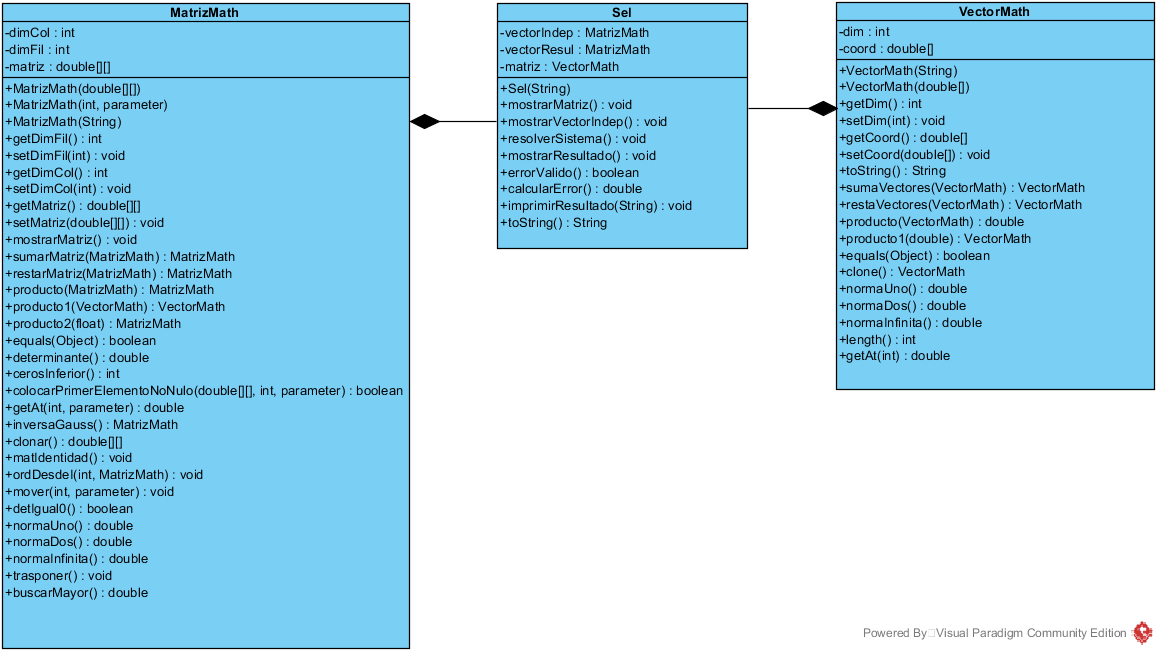 MatrizMath
-dimCol : int
-dimFil : int
-matriz : double[][]
+MatrizMath(double[][])
+MatrizMath(int, parameter)
+MatrizMath(String)
+getDimFil() : int
+setDimFil(int) : void
+getDimCol() : int
+setDimCol(int) : void
+getMatriz() : double[][]
+setMatriz(double[][]) : void
+mostrarMatriz() : void
+sumarMatriz(MatrizMath) : MatrizMath
+restarMatriz(MatrizMath) : MatrizMath
+producto(MatrizMath) : MatrizMath
+producto1(VectorMath) : VectorMath
+producto2(float) : MatrizMath
+equals(Object) : boolean
+determinante() : double
+cerosInferior() : int
+colocarPrimerElementoNoNulo(double[][], int, parameter) : boolean
+getAt(int, parameter) : double
+inversaGauss() : MatrizMath
+clonar() : double[][]
+matIdentidad() : void
+ordDesdeI(int, MatrizMath) : void
+mover(int, parameter) : void
+detIgual0() : boolean
+normaUno() : double
+normaDos() : double
+normaInfinita() : double
+trasponer() : void
+buscarMayor() : double
Sel
-vectorIndep : MatrizMath
-vectorResul : MatrizMath
-matriz : VectorMath
+Sel(String)
+mostrarMatriz() : void
+mostrarVectorIndep() : void
+resolverSistema() : void
+mostrarResultado() : void
+errorValido() : boolean
+calcularError() : double
+imprimirResultado(String) : void
+toString() : String
VectorMath
-dim : int
-coord : double[]
+VectorMath(String)
+VectorMath(double[])
+getDim() : int
+setDim(int) : void
+getCoord() : double[]
+setCoord(double[]) : void
+toString() : String
+sumaVectores(VectorMath) : VectorMath
+restaVectores(VectorMath) : VectorMath
+producto(VectorMath) : double
+producto1(double) : VectorMath
+equals(Object) : boolean
+clone() : VectorMath
+normaUno() : double
+normaDos() : double
+normaInfinita() : double
+length() : int
+getAt(int) : double
Powered By□Visual Paradigm Community Edition